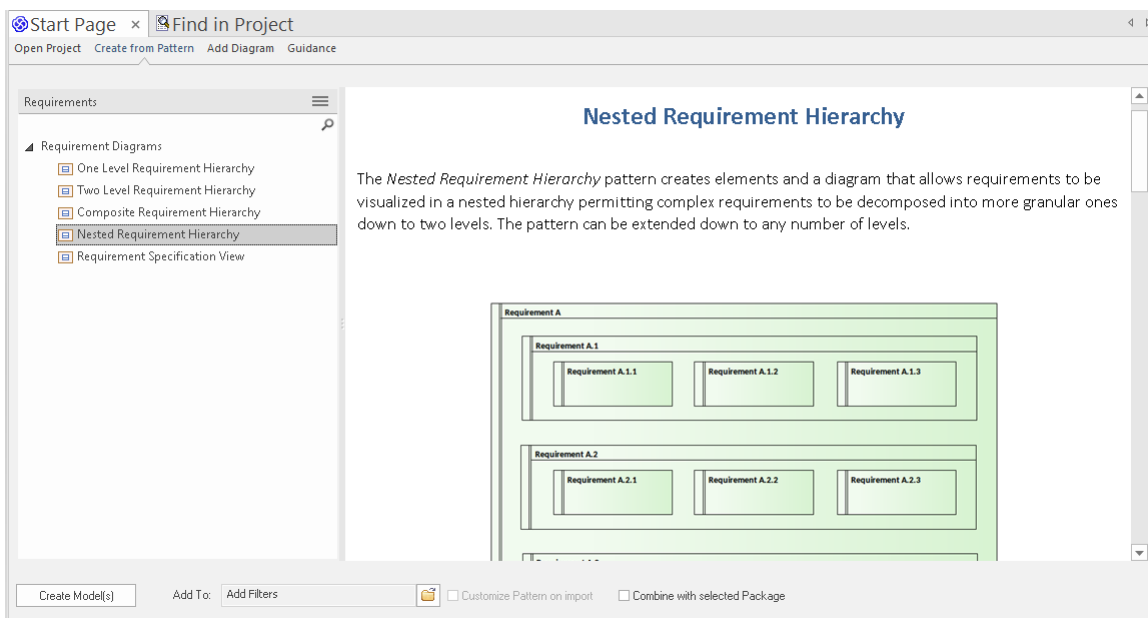 Start Page × Find in Project
Open Project Create from Pattern Add Diagram Guidance
Requirements
Requirement Diagrams
One Level Requirement Hierarchy
Two Level Requirement Hierarchy
Composite Requirement Hierarchy
Nested Requirement Hierarchy
Requirement Specification View
Nested Requirement Hierarchy
The Nested Requirement Hierarchy pattern creates elements and a diagram that allows requirements to be
visualized in a nested hierarchy permitting complex requirements to be decomposed into more granular ones
down to two levels. The pattern can be extended down to any number of levels.
Requirement A
Requirement A.1
Requirement A.1.1 Requirement A.1.2 Requirement A.1.3
Requirement A.2
Requirement A.2.1 Requirement A.2.2 Requirement A.2.3
Create Model(s) Add To: Add Filters Customize Pattern on import Combine with selected Package